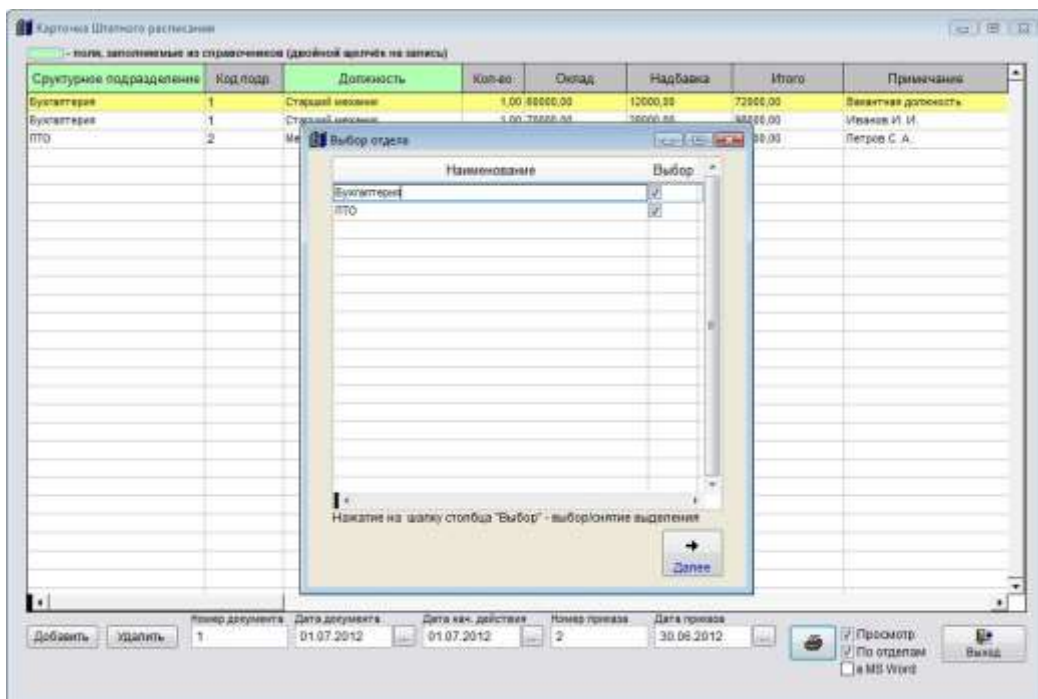 Карточка Штатного расписания
- поля, заполняемые из справочников (двойной щелчёк на запись)
Сруктурное подразделение Код подр Должность Кол-во Оклад Надбавка Итого Примечание
Бухгалтерия 1 Старший механик 1,00 60000,00 12000,00 72000,00 Вакантная должность
Бухгалтерия 1 Старший механик 1,00 Иванов И. И.
ПТО 2 Петров С. А.
Выбор отдела
Наименование Выбор
Бухгалтерия
ПТО
Нажатие на шапку столбца "Выбор" - выбор/снятие выделения
Далее
Номер документа Дата документа Дата нач. действия Номер приказа Дата приказа
Добавить Удалить 1 01.07.2012 ... 01.07.2012 ... 2 30.06.2012 ...
Просмотр
По отделам
в MS Word
Выход